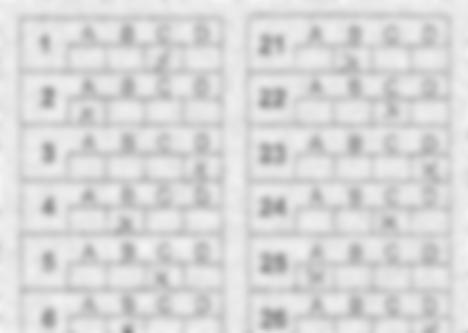 1 A B C D
2 A B C D
3 A B C D
4 A B C D
5 A B C D
6 A B C D
21 A B C D
22 A B C D
23 A B C D
24 A B C D
25 A B C D
26 A B C D